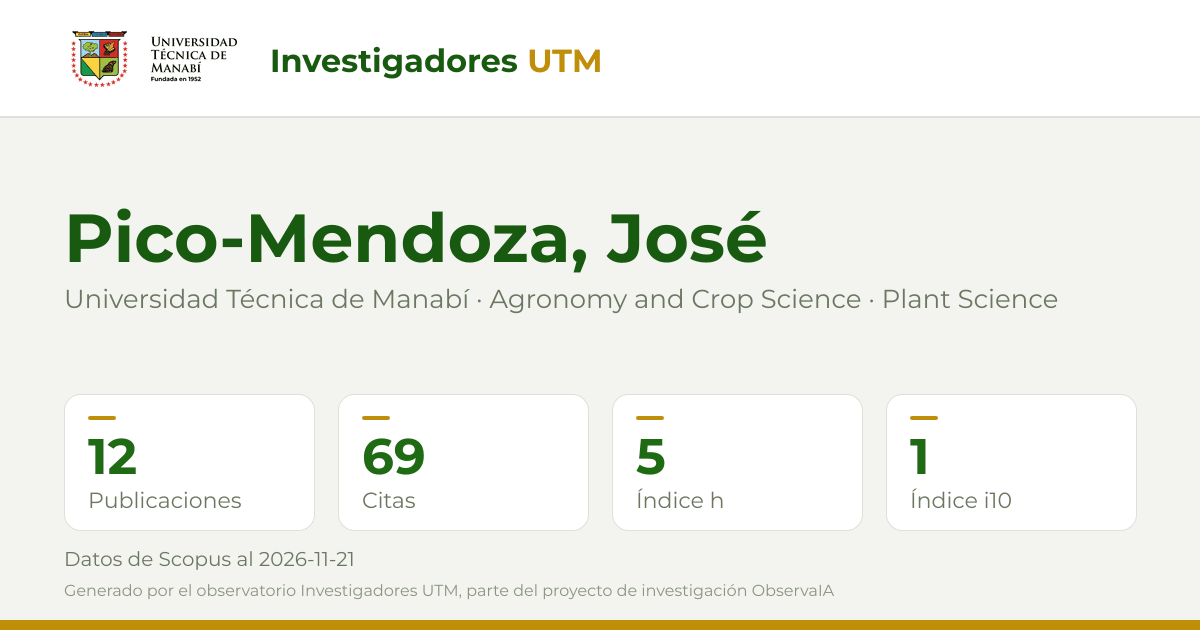 UNIVERSIDAD
TÉCNICA DE
MANABÍ
Fundada en 1952
Investigadores UTM
Pico-Mendoza, José
Universidad Técnica de Manabí · Agronomy and Crop Science · Plant Science
12
Publicaciones
69
Citas
5
Índice h
1
Índice i10
Datos de Scopus al 2026-11-21
Generado por el observatorio Investigadores UTM, parte del proyecto de investigación ObservaIA